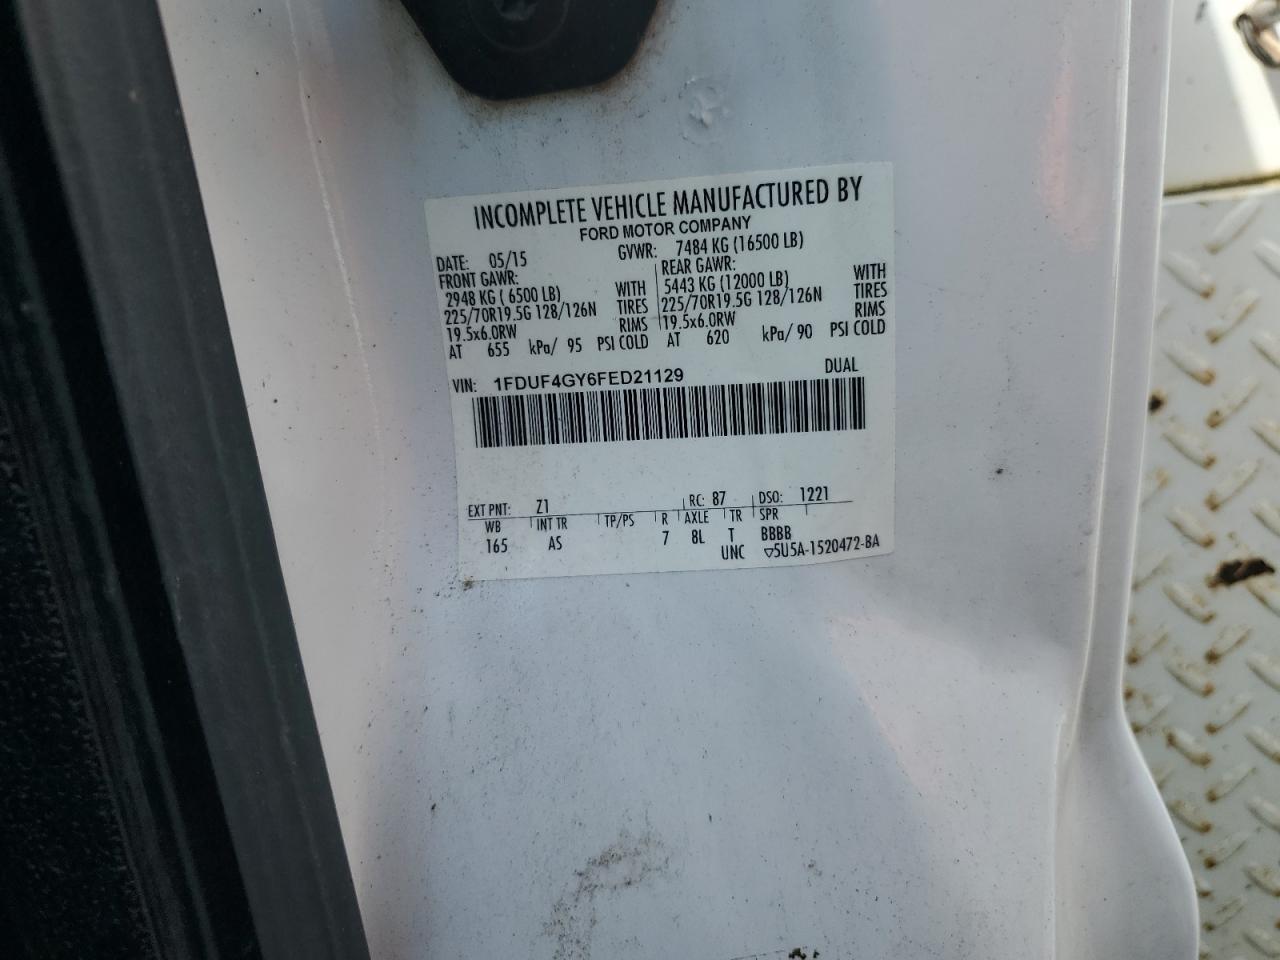 INCOMPLETE VEHICLE MANUFACTURED BY
FORD MOTOR COMPANY
DATE: 05/15 GVWR: 7484 KG (16500 LB)
FRONT GAWR: REAR GAWR:
2948 KG ( 6500 LB) WITH 5443 KG (12000 LB) WITH
225/70R19.5G 128/126N TIRES 225/70R19.5G 128/126N TIRES
19.5x6.0RW RIMS 19.5x6.0RW RIMS
AT 655 kPa/ 95 PSI COLD AT 620 kPa/ 90 PSI COLD
VIN: 1FDUF4GY6FED21129 DUAL
EXT PNT: Z1 RC: 87 DSO: 1221
WB INT TR TP/PS R AXLE TR SPR
165 AS 7 8L T BBBB
UNC ▽5U5A-1520472-BA